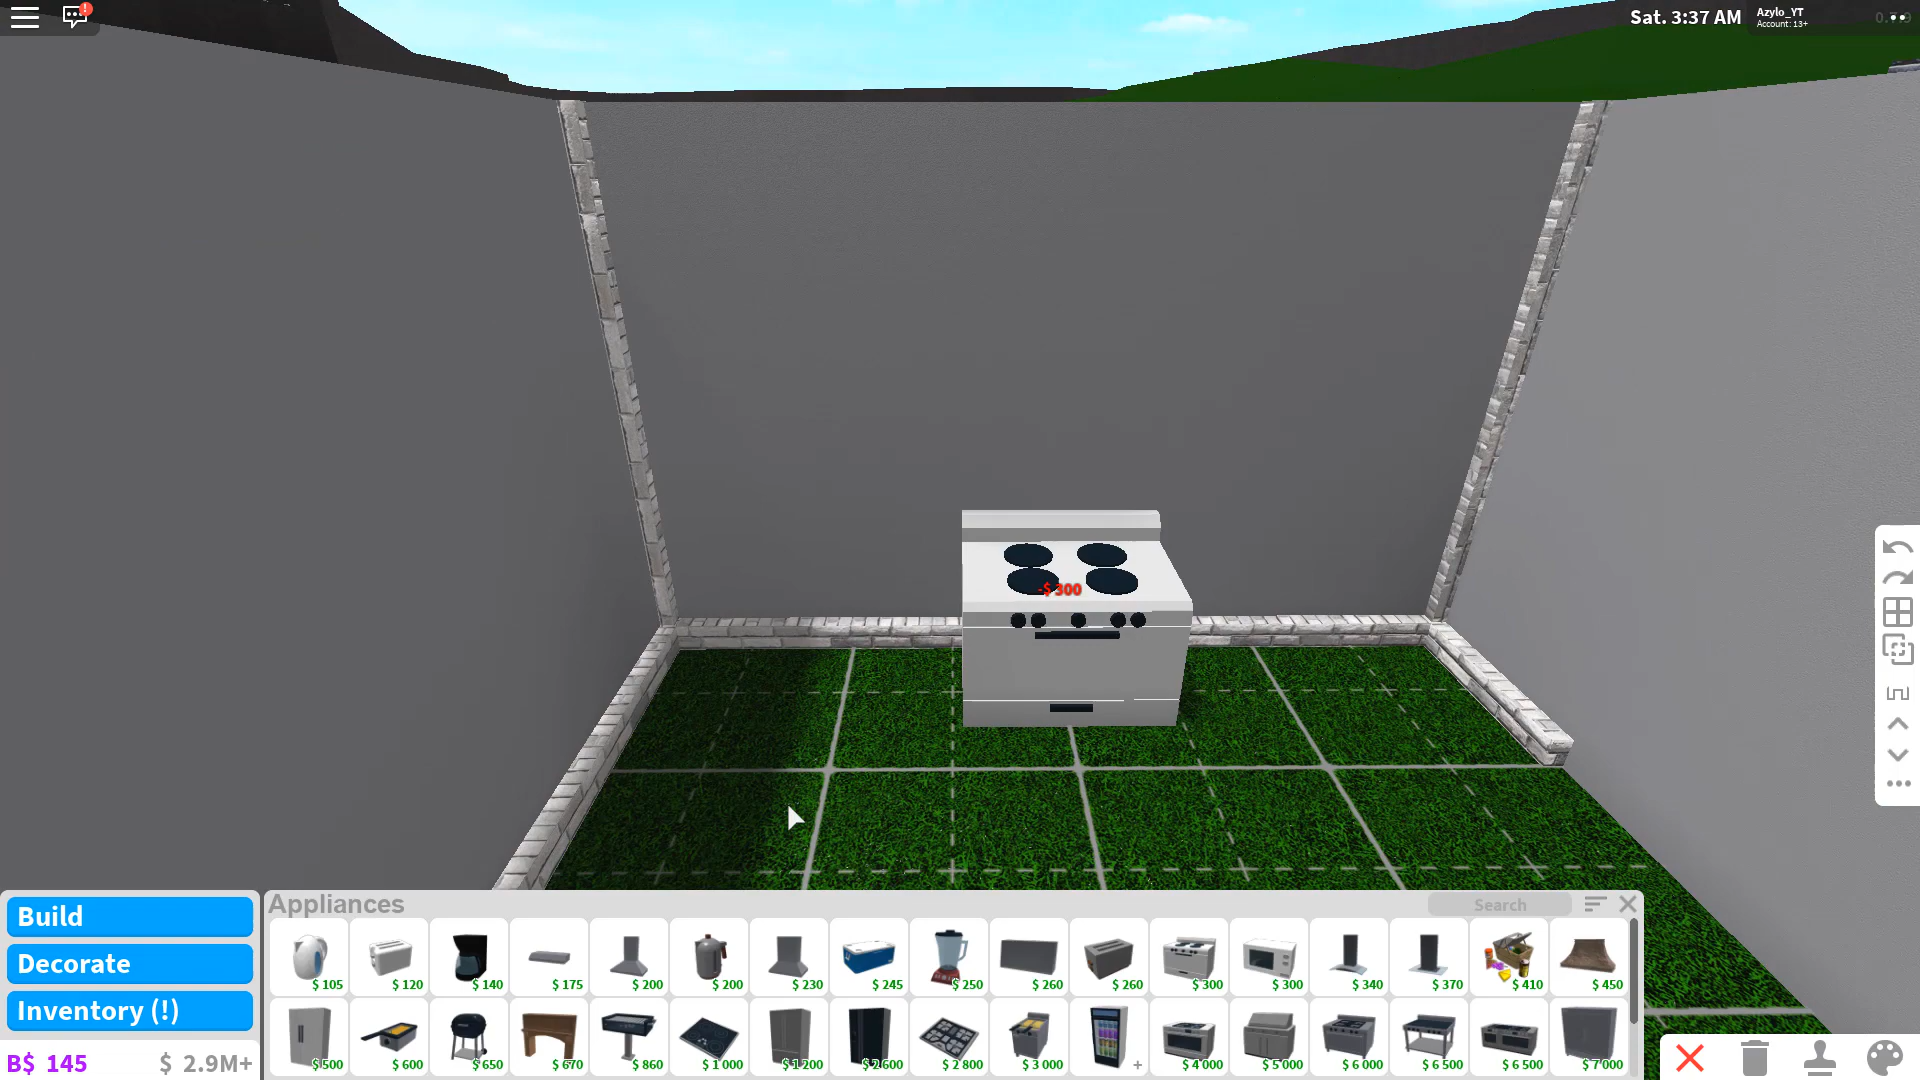 !
Sat. 3:37 AM
Azylo_YT
Account: 13+
-$ 300
Build
Decorate
Inventory (!)
B$ 145
$ 2.9M+
Appliances
Search
$ 105
$ 120
$ 140
$ 175
$ 200
$ 200
$ 230
$ 245
$ 250
$ 260
$ 260
$ 300
$ 300
$ 340
$ 370
$ 410
$ 450
$ 500
$ 600
$ 650
$ 670
$ 860
$ 1 000
$ 1 200
$ 2 600
$ 2 800
$ 3 000
+
$ 4 000
$ 5 000
$ 6 000
$ 6 500
$ 6 500
$ 7 000